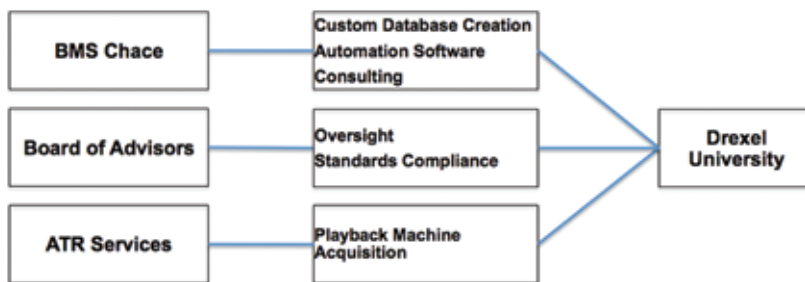 BMS Chace
Custom Database Creation
Automation Software
Consulting
Board of Advisors
Oversight
Standards Compliance
Drexel
University
ATR Services
Playback Machine
Acquisition